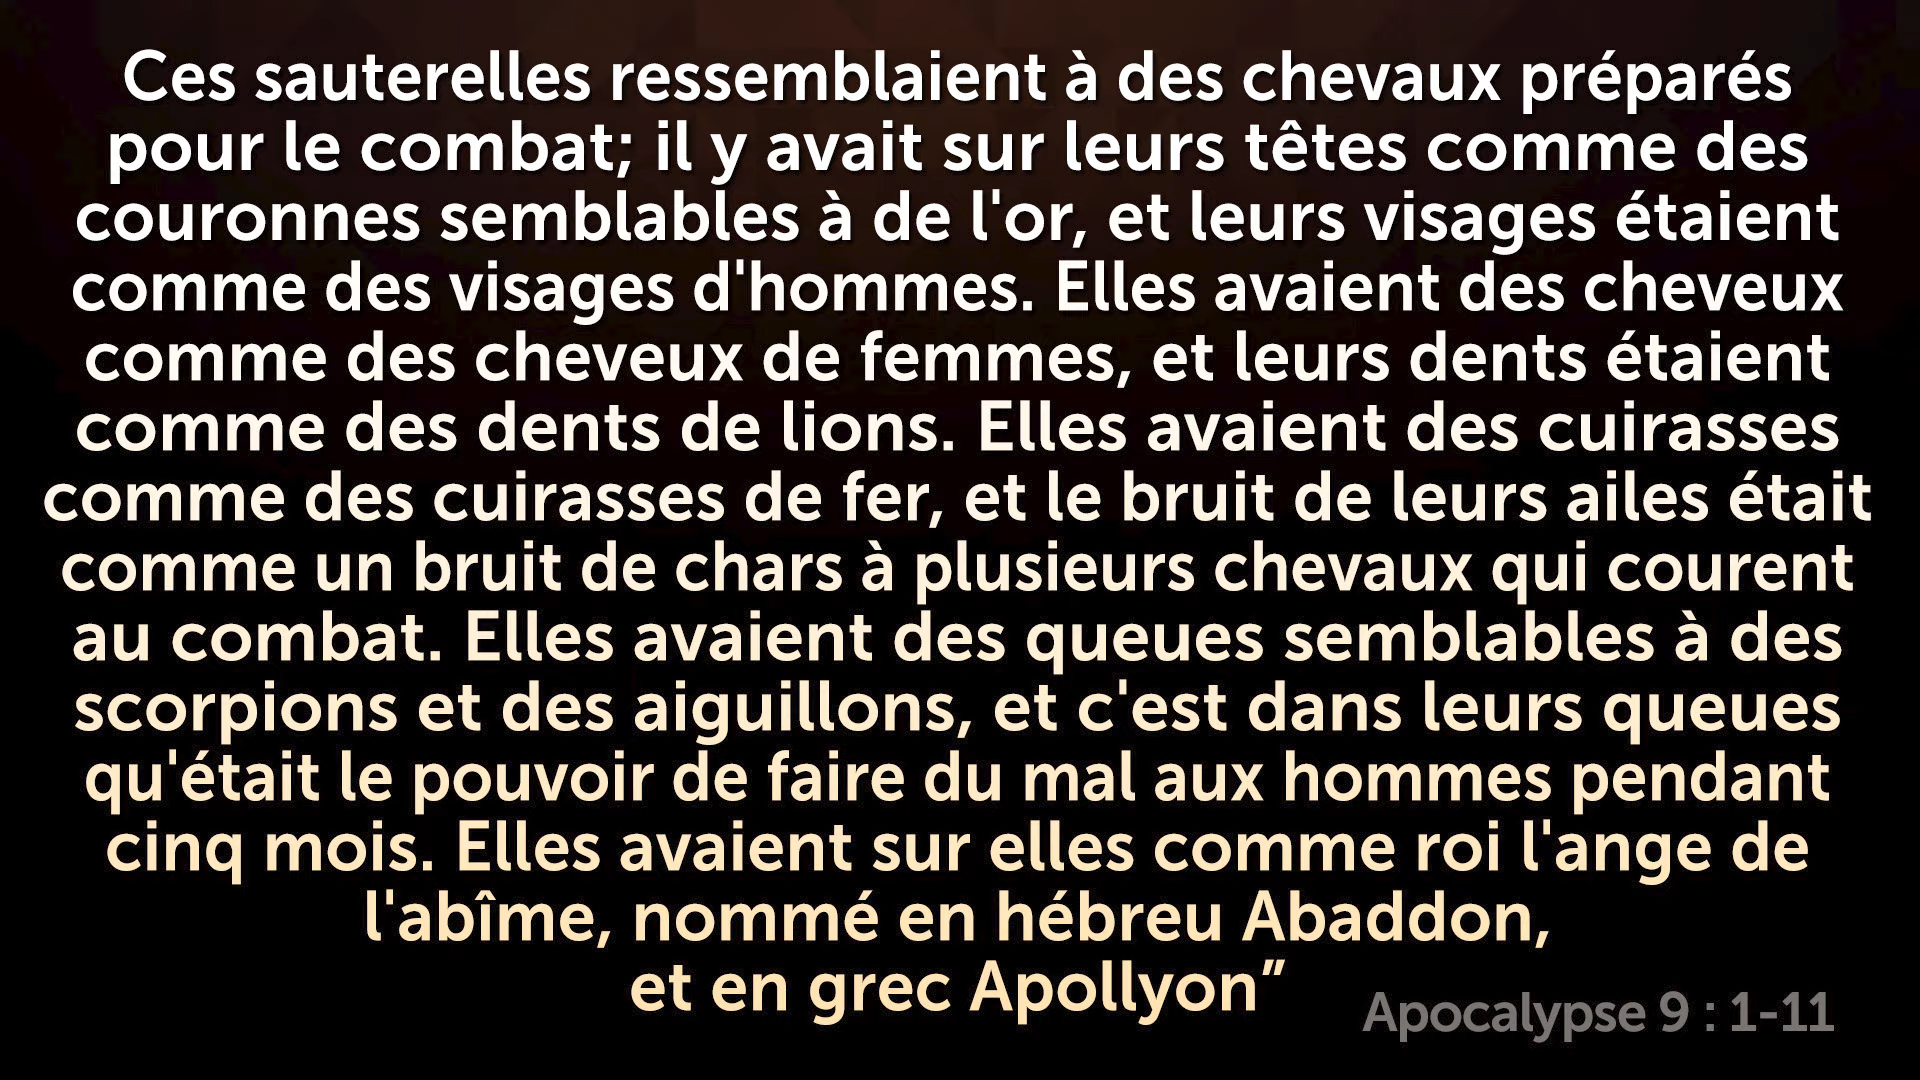 Ces sauterelles ressemblaient à des chevaux préparés
pour le combat; il y avait sur leurs têtes comme des
couronnes semblables à de l'or, et leurs visages étaient
comme des visages d'hommes. Elles avaient des cheveux
comme des cheveux de femmes, et leurs dents étaient
comme des dents de lions. Elles avaient des cuirasses
comme des cuirasses de fer, et le bruit de leurs ailes était
comme un bruit de chars à plusieurs chevaux qui courent
au combat. Elles avaient des queues semblables à des
scorpions et des aiguillons, et c'est dans leurs queues
qu'était le pouvoir de faire du mal aux hommes pendant
cinq mois. Elles avaient sur elles comme roi l'ange de
l'abîme, nommé en hébreu Abaddon,
et en grec Apollyon”
Apocalypse 9 : 1-11